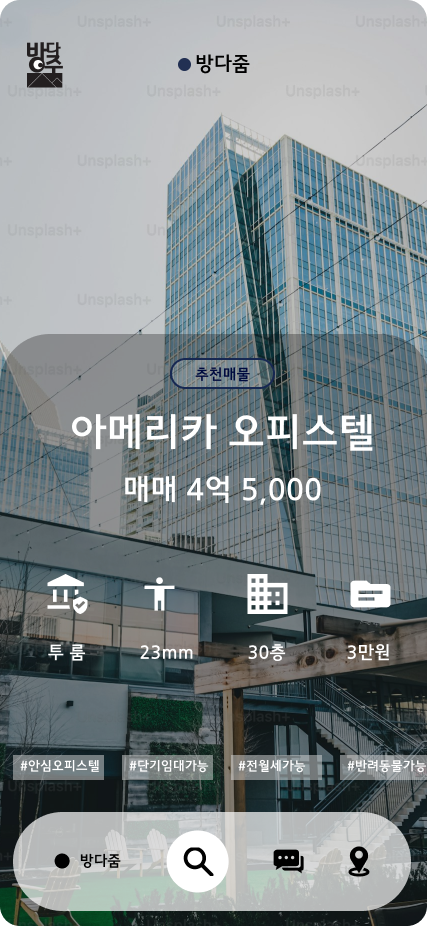 Unsplash+ Unsplash+ Unsplash+
방다
줌
방다줌
Unsplash+ Unsplash+ Unsplash+
Unsplash+
Unsplash+
Unsplash+
추천매물
아메리카 오피스텔
매매 4억 5,000
투 룸
23mm
30층
3만원
#안심오피스텔
#단기임대가능
#전월세가능
#반려동물가능
방다줌